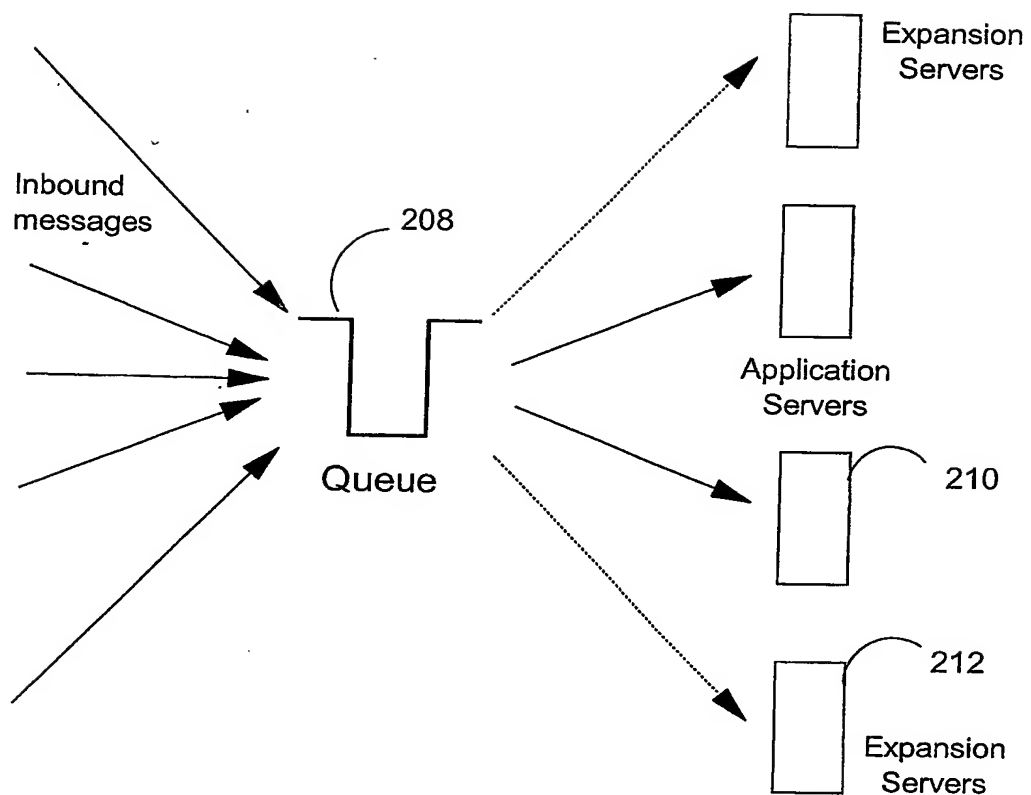 Expansion
Servers
Inbound
messages
208
Application
Servers
Queue
210
212
Expansion
Servers